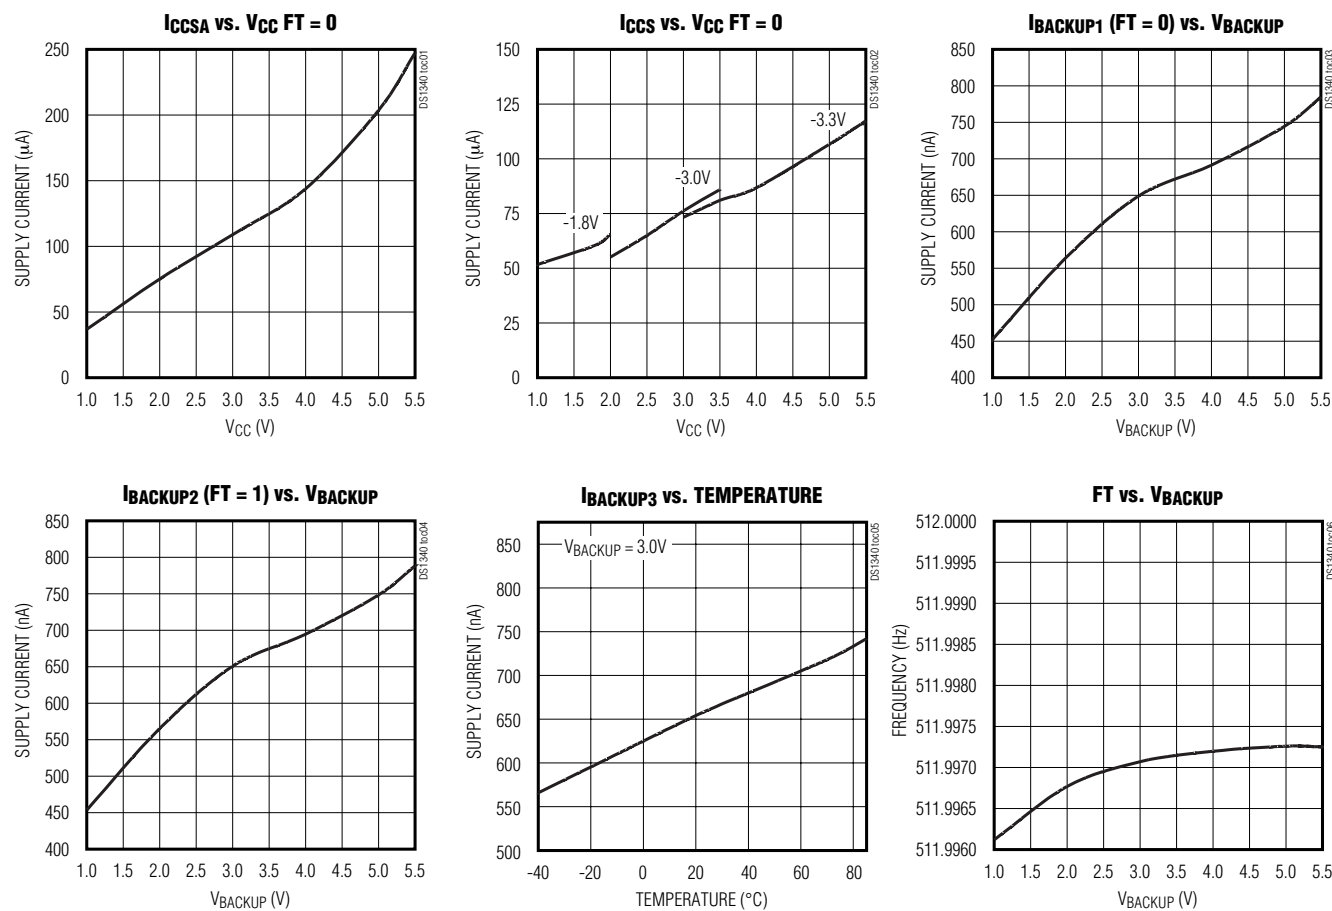 ICCSA vs. VCC FT = 0
250
200
150
100
50
0
SUPPLY CURRENT (µA)
1.0 1.5 2.0 2.5 3.0 3.5 4.0 4.5 5.0 5.5
VCC (V)
DS1340 toc01
ICCS vs. VCC FT = 0
150
125
100
75
50
25
0
SUPPLY CURRENT (µA)
-1.8V
-3.0V
-3.3V
1.0 1.5 2.0 2.5 3.0 3.5 4.0 4.5 5.0 5.5
VCC (V)
DS1340 toc02
IBACKUP1 (FT = 0) vs. VBACKUP
850
800
750
700
650
600
550
500
450
400
SUPPLY CURRENT (nA)
1.0 1.5 2.0 2.5 3.0 3.5 4.0 4.5 5.0 5.5
VBACKUP (V)
DS1340 toc03
IBACKUP2 (FT = 1) vs. VBACKUP
850
800
750
700
650
600
550
500
450
400
SUPPLY CURRENT (nA)
1.0 1.5 2.0 2.5 3.0 3.5 4.0 4.5 5.0 5.5
VBACKUP (V)
DS1340 toc04
IBACKUP3 vs. TEMPERATURE
850
800
750
700
650
600
550
500
SUPPLY CURRENT (nA)
VBACKUP = 3.0V
-40 -20 0 20 40 60 80
TEMPERATURE (°C)
DS1340 toc05
FT vs. VBACKUP
512.0000
511.9995
511.9990
511.9985
511.9980
511.9975
511.9970
511.9965
511.9960
FREQUENCY (Hz)
1.0 1.5 2.0 2.5 3.0 3.5 4.0 4.5 5.0 5.5
VBACKUP (V)
DS1340 toc06